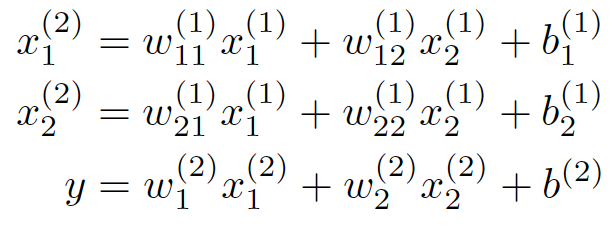 x_1^{(2)} = w_{11}^{(1)} x_1^{(1)} + w_{12}^{(1)} x_2^{(1)} + b_1^{(1)}
x_2^{(2)} = w_{21}^{(1)} x_1^{(1)} + w_{22}^{(1)} x_2^{(1)} + b_2^{(1)}
y = w_1^{(2)} x_1^{(2)} + w_2^{(2)} x_2^{(2)} + b^{(2)}